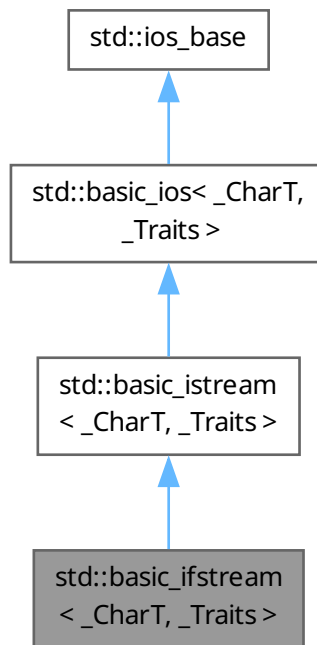 std::ios_base
std::basic_ios< _CharT,
_Traits >
std::basic_istream
< _CharT, _Traits >
std::basic_ifstream
< _CharT, _Traits >